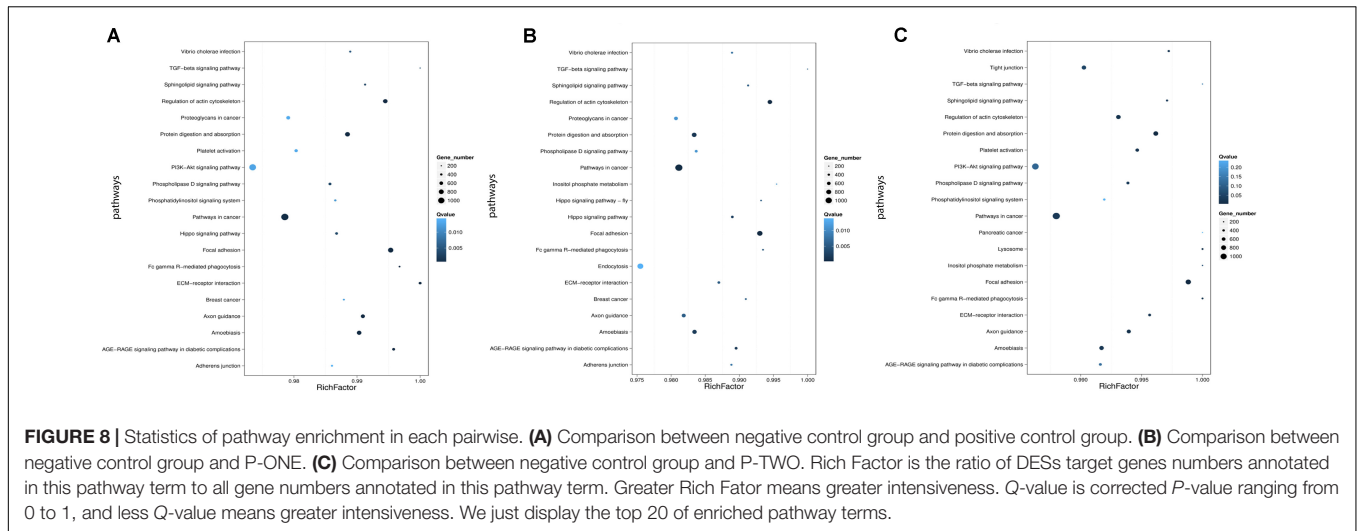 A
Vibrio cholerae infection
TGF−beta signaling pathway
Sphingolipid signaling pathway
Regulation of actin cytoskeleton
Proteoglycans in cancer
Protein digestion and absorption
Platelet activation
PI3K−Akt signaling pathway
Phospholipase D signaling pathway
Phosphatidylinositol signaling system
Pathways in cancer
Hippo signaling pathway
Focal adhesion
Fc gamma R−mediated phagocytosis
ECM−receptor interaction
Breast cancer
Axon guidance
Amoebiasis
AGE−RAGE signaling pathway in diabetic complications
Adherens junction
pathways
0.98 0.99 1.00
RichFactor
Gene_number
200
400
600
800
1000
Qvalue
0.010
0.005
B
Vibrio cholerae infection
TGF−beta signaling pathway
Sphingolipid signaling pathway
Regulation of actin cytoskeleton
Proteoglycans in cancer
Protein digestion and absorption
Phospholipase D signaling pathway
Pathways in cancer
Inositol phosphate metabolism
Hippo signaling pathway − fly
Hippo signaling pathway
Focal adhesion
Fc gamma R−mediated phagocytosis
Endocytosis
ECM−receptor interaction
Breast cancer
Axon guidance
Amoebiasis
AGE−RAGE signaling pathway in diabetic complications
Adherens junction
pathways
0.975 0.980 0.985 0.990 0.995 1.000
RichFactor
Gene_number
200
400
600
800
1000
Qvalue
0.010
0.005
C
Vibrio cholerae infection
Tight junction
TGF−beta signaling pathway
Sphingolipid signaling pathway
Regulation of actin cytoskeleton
Protein digestion and absorption
Platelet activation
PI3K−Akt signaling pathway
Phospholipase D signaling pathway
Phosphatidylinositol signaling system
Pathways in cancer
Pancreatic cancer
Lysosome
Inositol phosphate metabolism
Focal adhesion
Fc gamma R−mediated phagocytosis
ECM−receptor interaction
Axon guidance
Amoebiasis
AGE−RAGE signaling pathway in diabetic complications
pathways
0.990 0.995 1.000
RichFactor
Qvalue
0.20
0.15
0.10
0.05
Gene_number
200
400
600
800
1000
FIGURE 8 | Statistics of pathway enrichment in each pairwise. (A) Comparison between negative control group and positive control group. (B) Comparison between
negative control group and P-ONE. (C) Comparison between negative control group and P-TWO. Rich Factor is the ratio of DESs target genes numbers annotated
in this pathway term to all gene numbers annotated in this pathway term. Greater Rich Fator means greater intensiveness. Q-value is corrected P-value ranging from
0 to 1, and less Q-value means greater intensiveness. We just display the top 20 of enriched pathway terms.